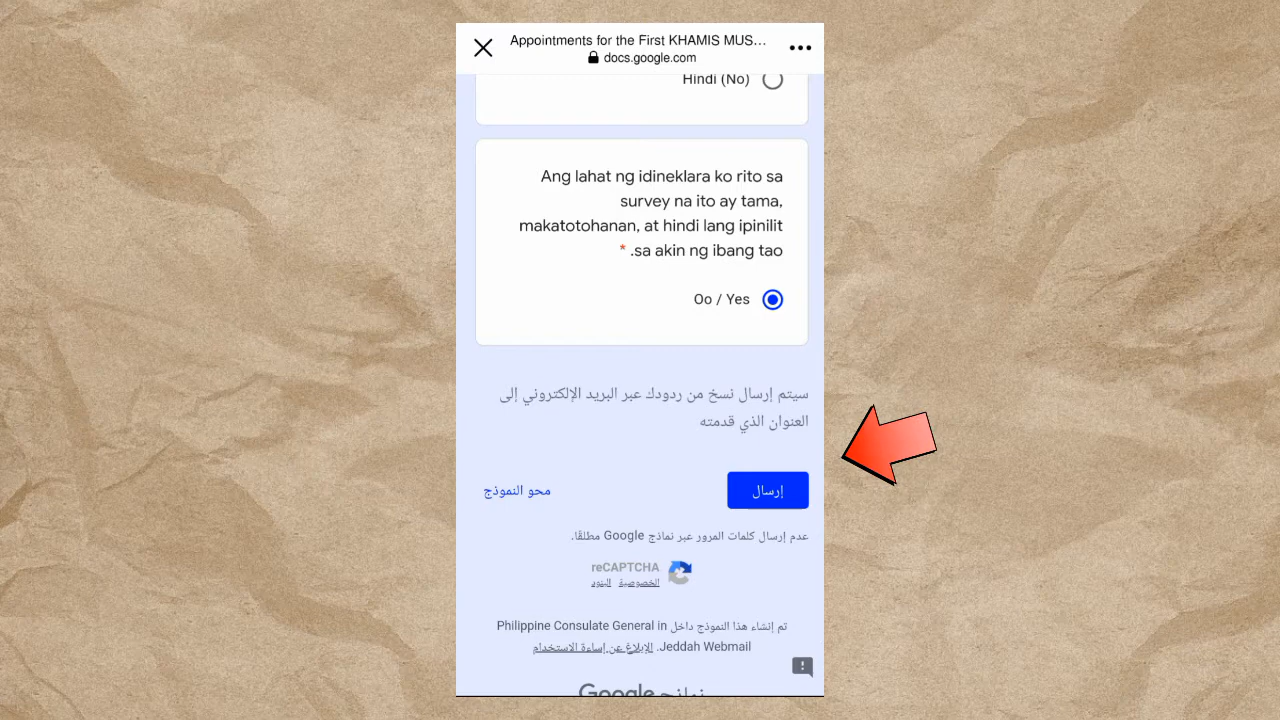 Appointments for the First KHAMIS MUS...
docs.google.com
Hindi (No)
Ang lahat ng idineklara ko rito sa
survey na ito ay tama,
makatotohanan, at hindi lang ipinilit
* .sa akin ng ibang tao
Oo / Yes
سيتم إرسال نسخ من ردودك عبر البريد الإلكتروني إلى
العنوان الذي قدمته
إرسال
محو النموذج
عدم إرسال كلمات المرور عبر نماذج Google مطلقًا.
reCAPTCHA
الخصوصية البنود
تم إنشاء هذا النموذج داخل Philippine Consulate General in
Jeddah Webmail. الإبلاغ عن إساءة الاستخدام
نماذج Google